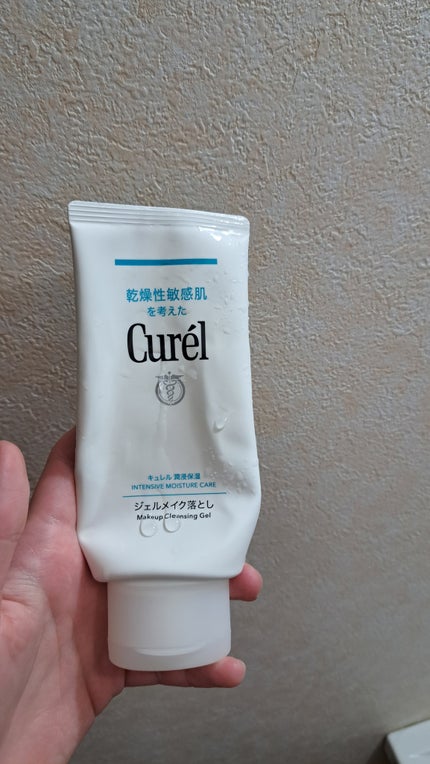 乾燥性敏感肌
を考えた
Curél
キュレル 潤浸保湿
INTENSIVE MOISTURE CARE
ジェルメイク落とし
Makeup Cleansing Gel